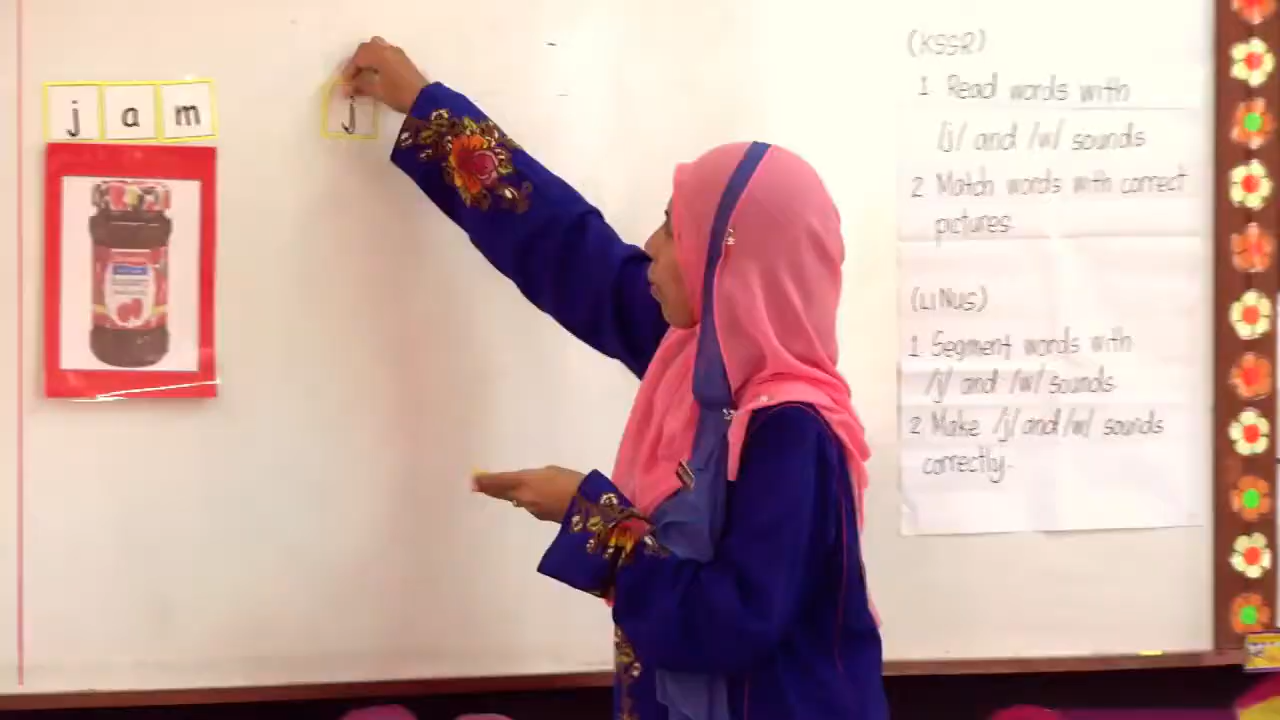 j a m
j
(KSSR)
1 Read words with
/j/ and /w/ sounds
2 Match words with correct
pictures.
(LINUS)
1 Segment words with
/j/ and /w/ sounds.
2 Make /j/ and /w/ sounds
correctly.